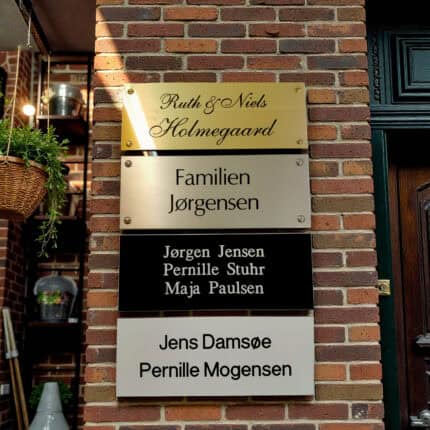 Ruth & Niels
Holmegaard
Familien
Jørgensen
Jørgen Jensen
Pernille Stuhr
Maja Paulsen
Jens Damsøe
Pernille Mogensen